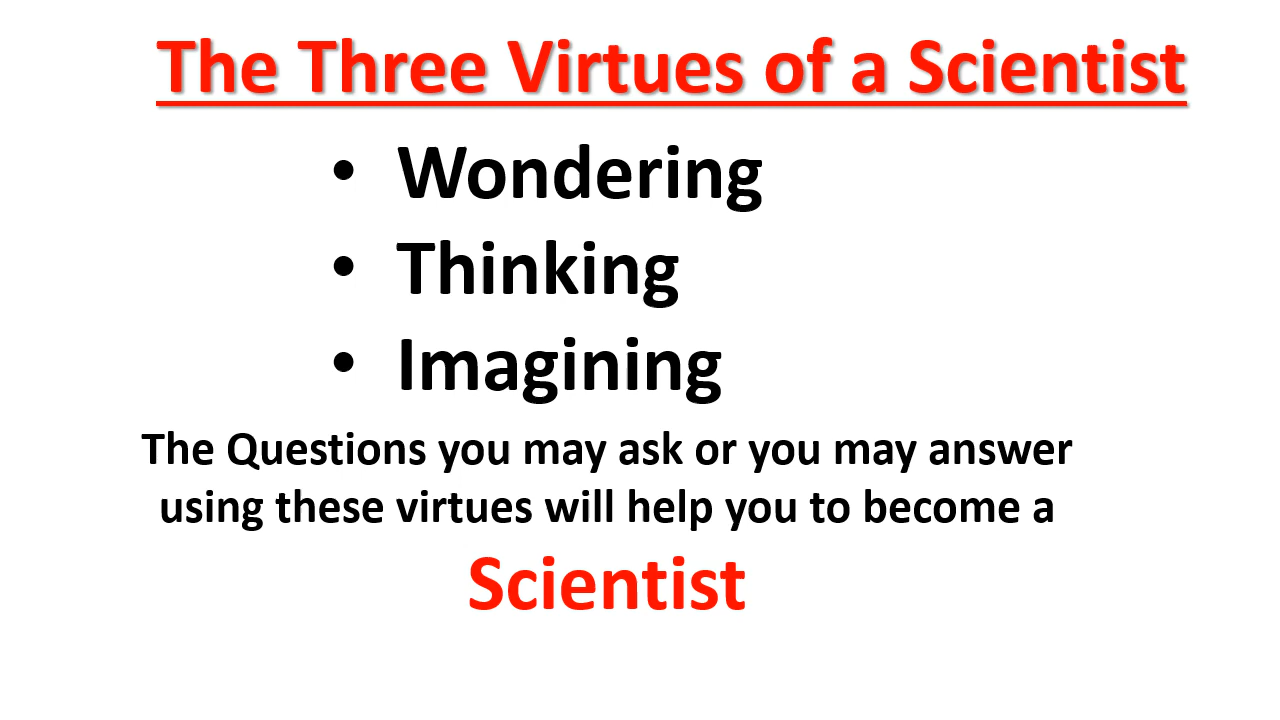 The Three Virtues of a Scientist
• Wondering
• Thinking
• Imagining
The Questions you may ask or you may answer
using these virtues will help you to become a
Scientist